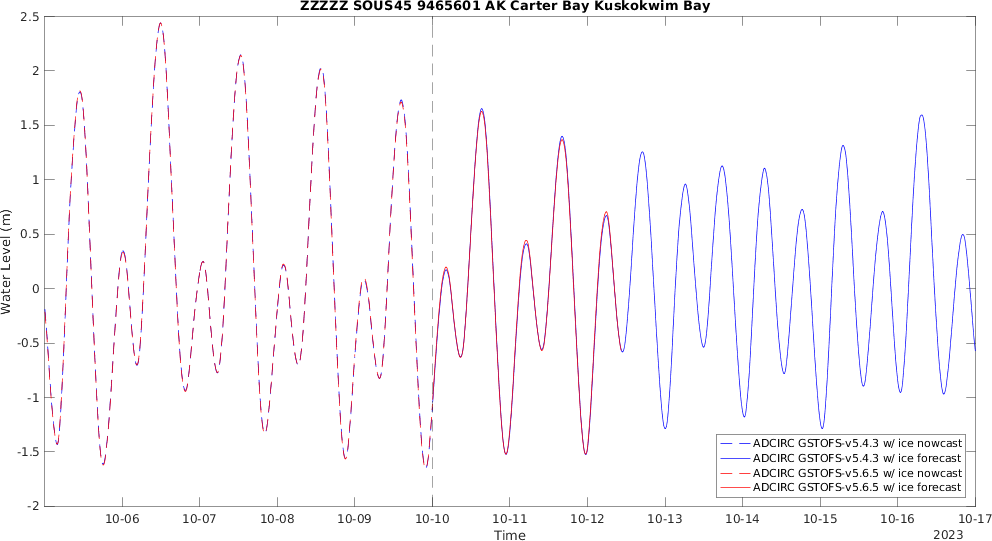 ZZZZZ SOUS45 9465601 AK Carter Bay Kuskokwim Bay
2.5
2
1.5
1
0.5
0
-0.5
-1
-1.5
-2
Water Level (m)
10-06 10-07 10-08 10-09 10-10 10-11 10-12 10-13 10-14 10-15 10-16 10-17
Time
2023
ADCIRC GSTOFS-v5.4.3 w/ ice nowcast
ADCIRC GSTOFS-v5.4.3 w/ ice forecast
ADCIRC GSTOFS-v5.6.5 w/ ice nowcast
ADCIRC GSTOFS-v5.6.5 w/ ice forecast